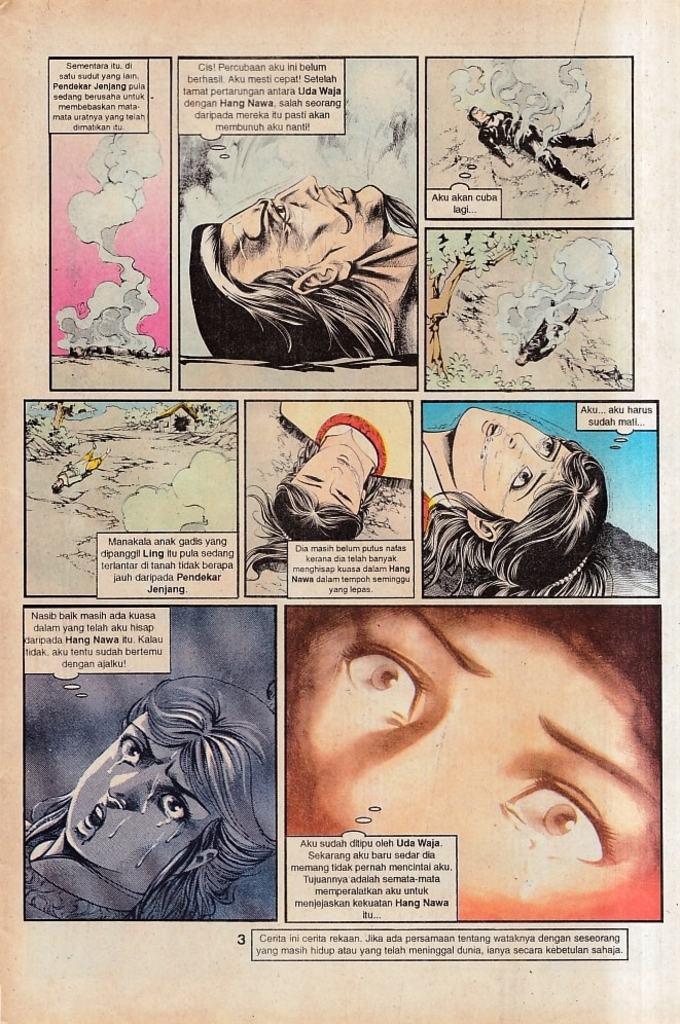 Sementara itu, di
satu sudut yang lain,
Pendekar Jenjang pula
sedang berusaha untuk
membebaskan mata-
mata uratnya yang telah
dimatikan itu.
Cis! Percubaan aku ini belum
berhasil. Aku mesti cepat! Setelah
tamat pertarungan antara Uda Waja
dengan Hang Nawa, salah seorang
daripada mereka itu pasti akan
membunuh aku nanti!
Aku akan cuba
lagi...
Manakala anak gadis yang
dipanggil Ling itu pula sedang
terlantar di tanah tidak berapa
jauh daripada Pendekar
Jenjang.
Dia masih belum putus nafas
kerana dia telah banyak
menghisap kuasa dalam Hang
Nawa dalam tempoh seminggu
yang lepas.
Aku... aku harus
sudah mati...
Nasib baik masih ada kuasa
dalam yang telah aku hisap
daripada Hang Nawa itu. Kalau
tidak, aku tentu sudah bertemu
dengan ajalku!
Aku sudah ditipu oleh Uda Waja.
Sekarang aku baru sedar dia
memang tidak pernah mencintai aku.
Tujuannya adalah semata-mata
memperalatkan aku untuk
menjejaskan kekuatan Hang Nawa
itu...
3
Cerita ini cerita rekaan. Jika ada persamaan tentang wataknya dengan seseorang
yang masih hidup atau yang telah meninggal dunia, ianya secara kebetulan sahaja.